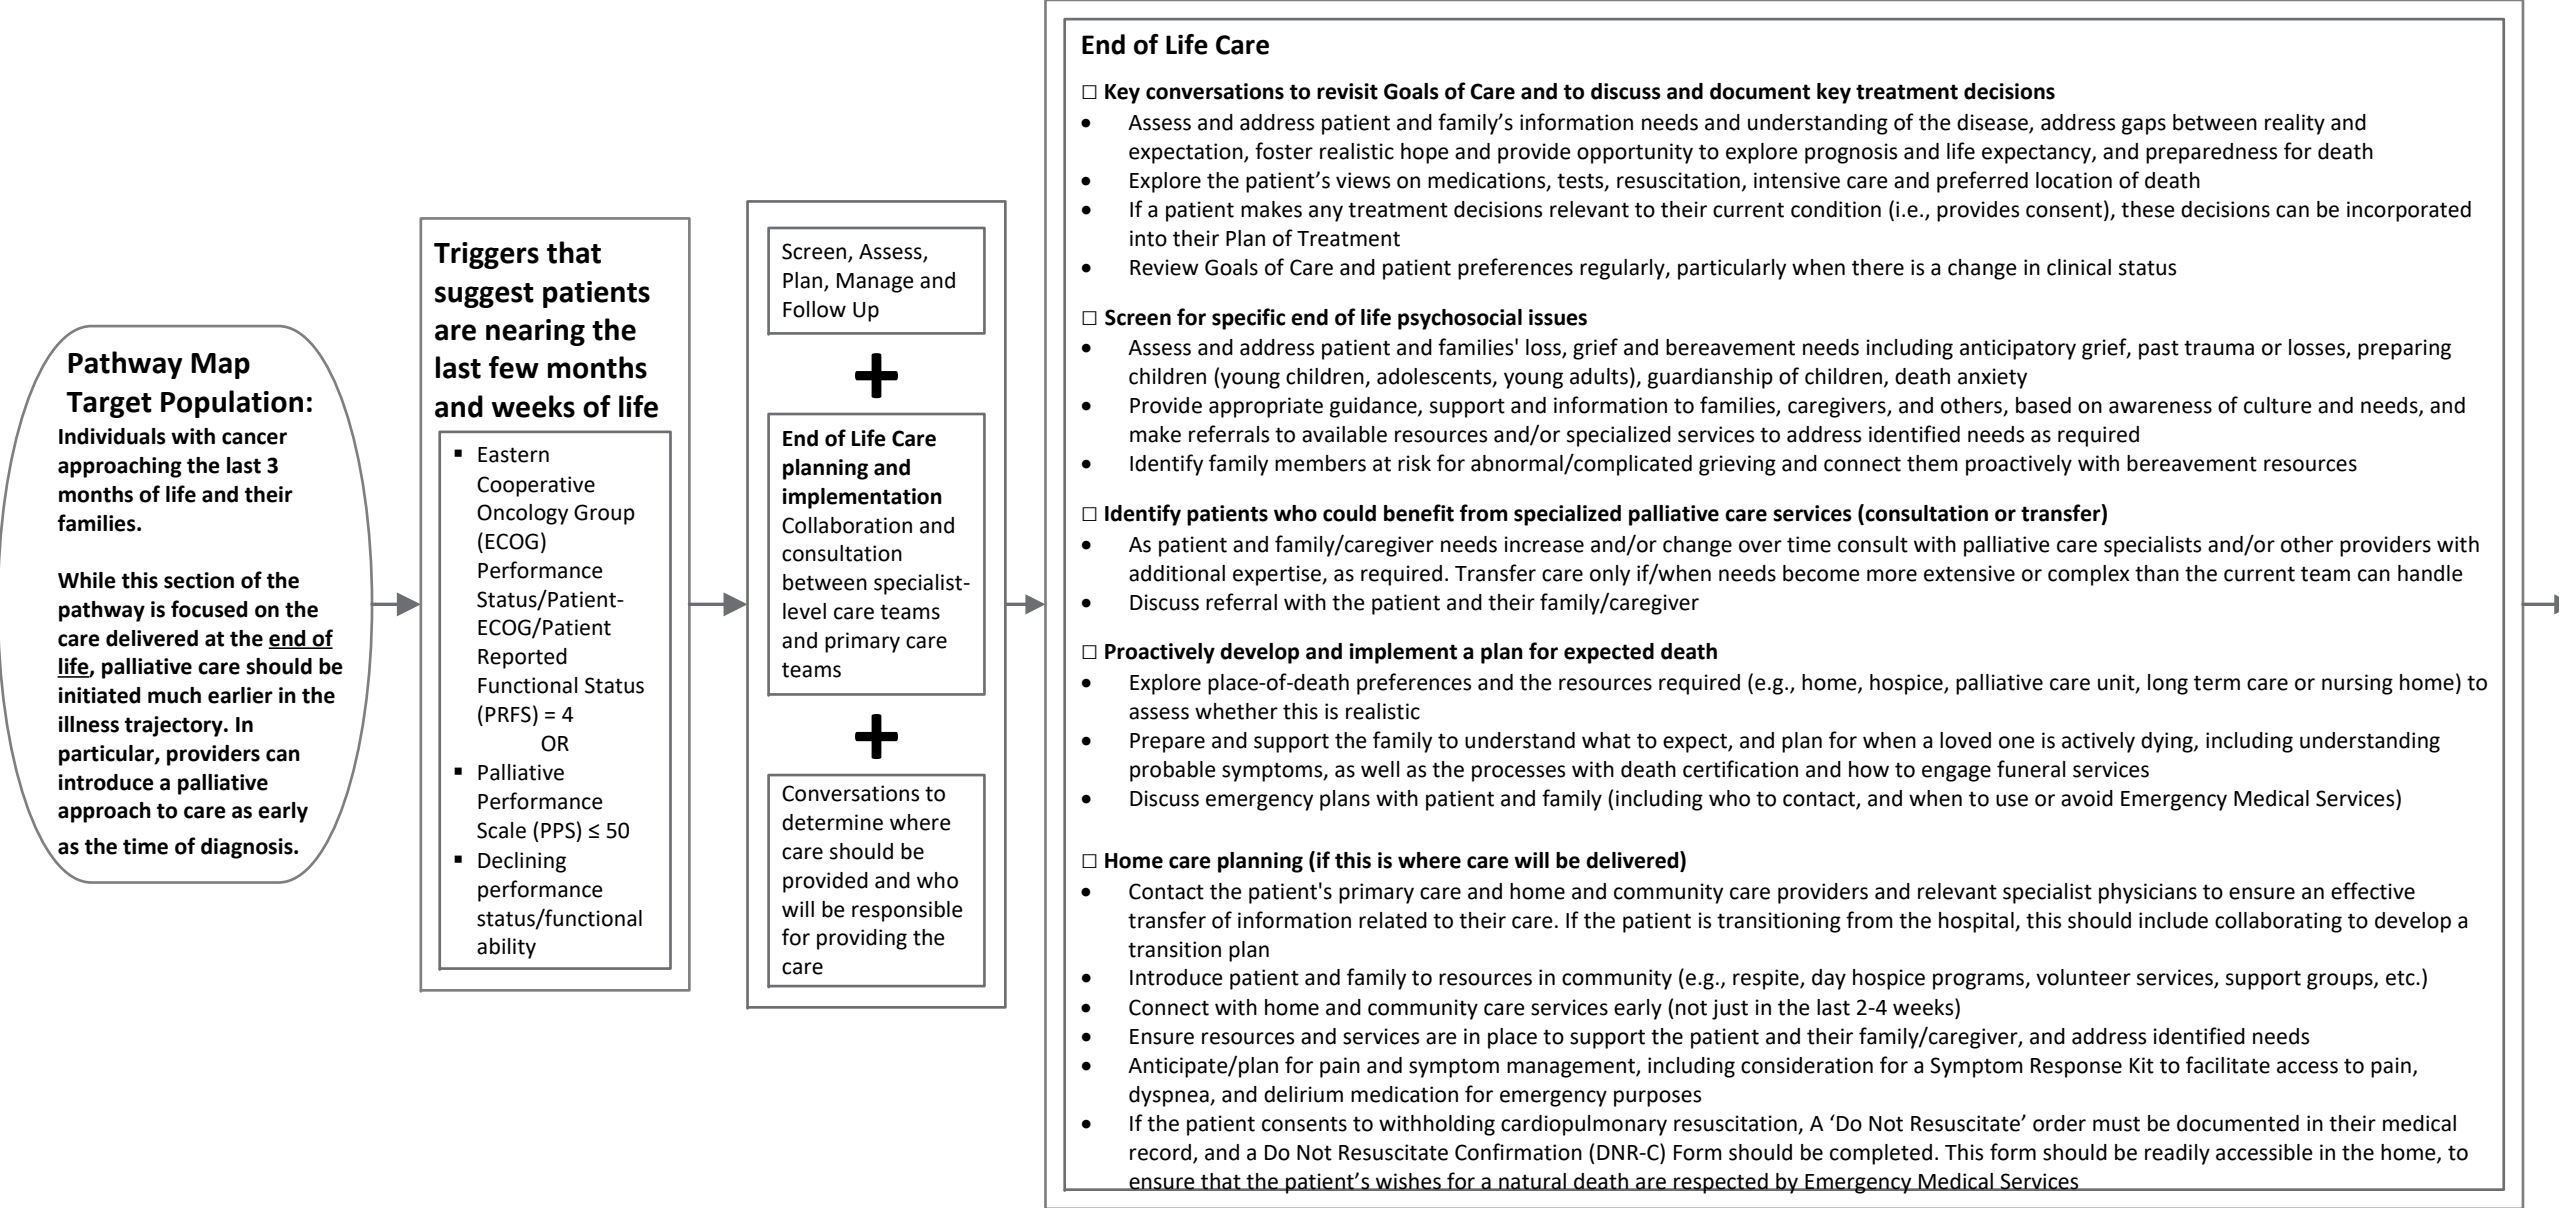 Pathway Map
Target Population:
Individuals with cancer
approaching the last 3
months of life and their
families.
While this section of the
pathway is focused on the
care delivered at the end of
life, palliative care should be
initiated much earlier in the
illness trajectory. In
particular, providers can
introduce a palliative
approach to care as early
as the time of diagnosis.
Triggers that
suggest patients
are nearing the
last few months
and weeks of life
▪ Eastern
Cooperative
Oncology Group
(ECOG)
Performance
Status/Patient-
ECOG/Patient
Reported
Functional Status
(PRFS) = 4
OR
▪ Palliative
Performance
Scale (PPS) ≤ 50
▪ Declining
performance
status/functional
ability
Screen, Assess,
Plan, Manage and
Follow Up
+
End of Life Care
planning and
implementation
Collaboration and
consultation
between specialist-
level care teams
and primary care
teams
+
Conversations to
determine where
care should be
provided and who
will be responsible
for providing the
care
End of Life Care
□ Key conversations to revisit Goals of Care and to discuss and document key treatment decisions
• Assess and address patient and family’s information needs and understanding of the disease, address gaps between reality and
expectation, foster realistic hope and provide opportunity to explore prognosis and life expectancy, and preparedness for death
• Explore the patient’s views on medications, tests, resuscitation, intensive care and preferred location of death
• If a patient makes any treatment decisions relevant to their current condition (i.e., provides consent), these decisions can be incorporated
into their Plan of Treatment
• Review Goals of Care and patient preferences regularly, particularly when there is a change in clinical status
□ Screen for specific end of life psychosocial issues
• Assess and address patient and families' loss, grief and bereavement needs including anticipatory grief, past trauma or losses, preparing
children (young children, adolescents, young adults), guardianship of children, death anxiety
• Provide appropriate guidance, support and information to families, caregivers, and others, based on awareness of culture and needs, and
make referrals to available resources and/or specialized services to address identified needs as required
• Identify family members at risk for abnormal/complicated grieving and connect them proactively with bereavement resources
□ Identify patients who could benefit from specialized palliative care services (consultation or transfer)
• As patient and family/caregiver needs increase and/or change over time consult with palliative care specialists and/or other providers with
additional expertise, as required. Transfer care only if/when needs become more extensive or complex than the current team can handle
• Discuss referral with the patient and their family/caregiver
□ Proactively develop and implement a plan for expected death
• Explore place-of-death preferences and the resources required (e.g., home, hospice, palliative care unit, long term care or nursing home) to
assess whether this is realistic
• Prepare and support the family to understand what to expect, and plan for when a loved one is actively dying, including understanding
probable symptoms, as well as the processes with death certification and how to engage funeral services
• Discuss emergency plans with patient and family (including who to contact, and when to use or avoid Emergency Medical Services)
□ Home care planning (if this is where care will be delivered)
• Contact the patient's primary care and home and community care providers and relevant specialist physicians to ensure an effective
transfer of information related to their care. If the patient is transitioning from the hospital, this should include collaborating to develop a
transition plan
• Introduce patient and family to resources in community (e.g., respite, day hospice programs, volunteer services, support groups, etc.)
• Connect with home and community care services early (not just in the last 2-4 weeks)
• Ensure resources and services are in place to support the patient and their family/caregiver, and address identified needs
• Anticipate/plan for pain and symptom management, including consideration for a Symptom Response Kit to facilitate access to pain,
dyspnea, and delirium medication for emergency purposes
• If the patient consents to withholding cardiopulmonary resuscitation, A ‘Do Not Resuscitate’ order must be documented in their medical
record, and a Do Not Resuscitate Confirmation (DNR-C) Form should be completed. This form should be readily accessible in the home, to
ensure that the patient’s wishes for a natural death are respected by Emergency Medical Services